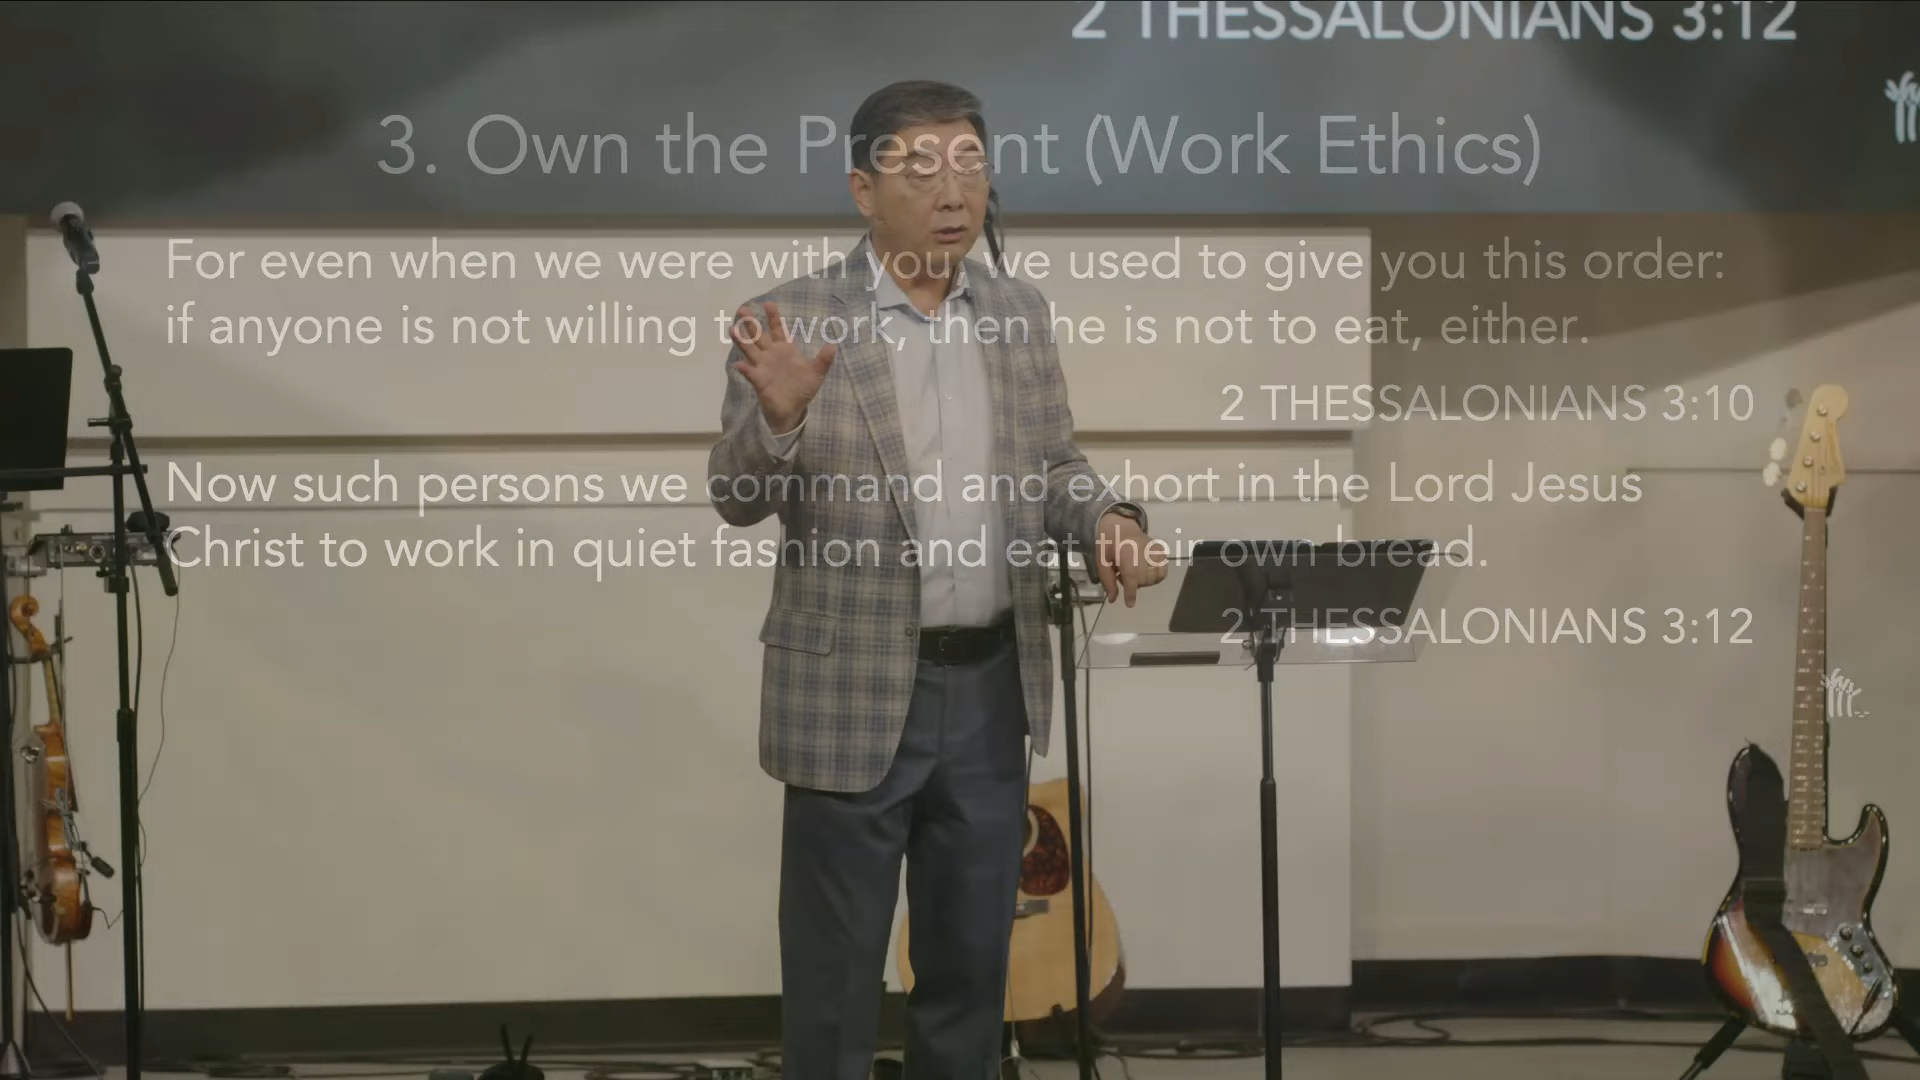 2 THESSALONIANS 3:12
3. Own the Present (Work Ethics)
For even when we were with you, we used to give you this order:
if anyone is not willing to work, then he is not to eat, either.
2 THESSALONIANS 3:10
Now such persons we command and exhort in the Lord Jesus
Christ to work in quiet fashion and eat their own bread.
2 THESSALONIANS 3:12